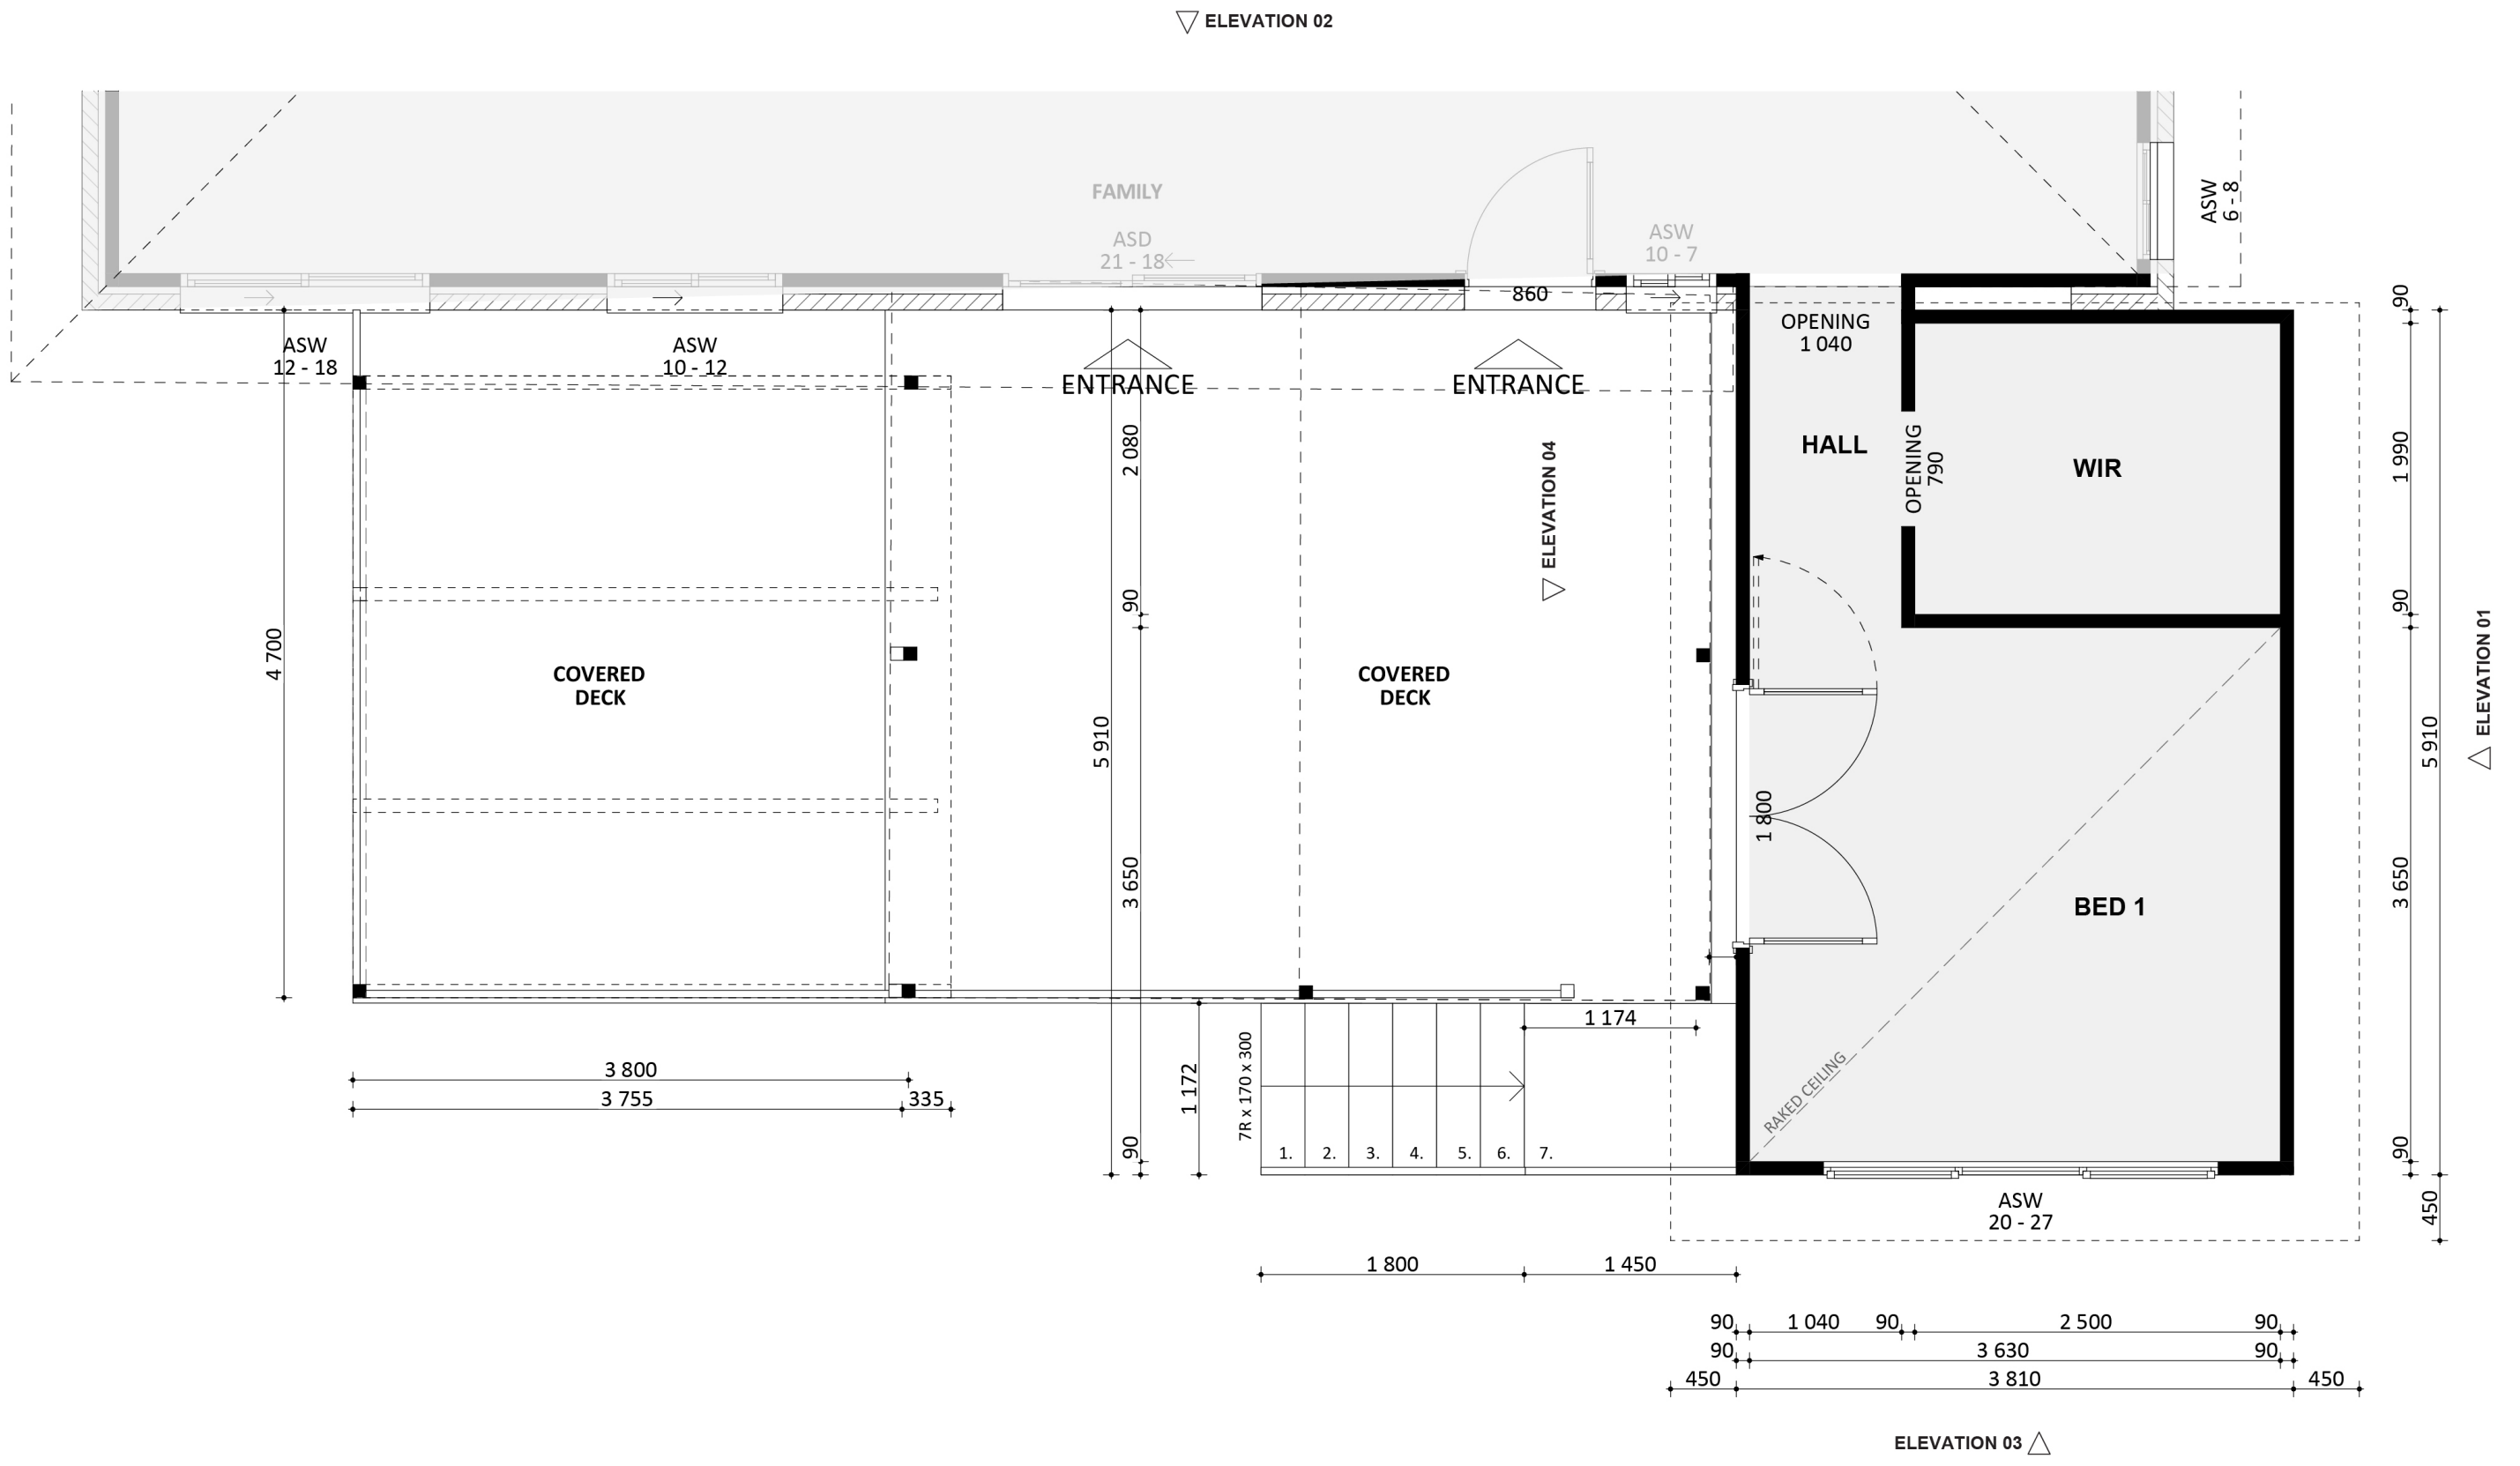 ELEVATION 02
FAMILY
ASD
21 - 18
ASW
10 - 7
ASW
6 - 8
860
ASW
12 - 18
ASW
10 - 12
ENTRANCE
ENTRANCE
OPENING
1 040
HALL
OPENING
790
WIR
ELEVATION 04
90
1 990
90
3 650
90
5 910
450
ELEVATION 01
4 700
COVERED
DECK
2 080
90
5 910
3 650
90
COVERED
DECK
1 800
BED 1
RAKED CEILING
1 174
1 172
7R x 170 x 300
1.
2.
3.
4.
5.
6.
7.
3 800
3 755
335
ASW
20 - 27
1 800
1 450
90
1 040
90
2 500
90
90
3 630
90
450
3 810
450
ELEVATION 03